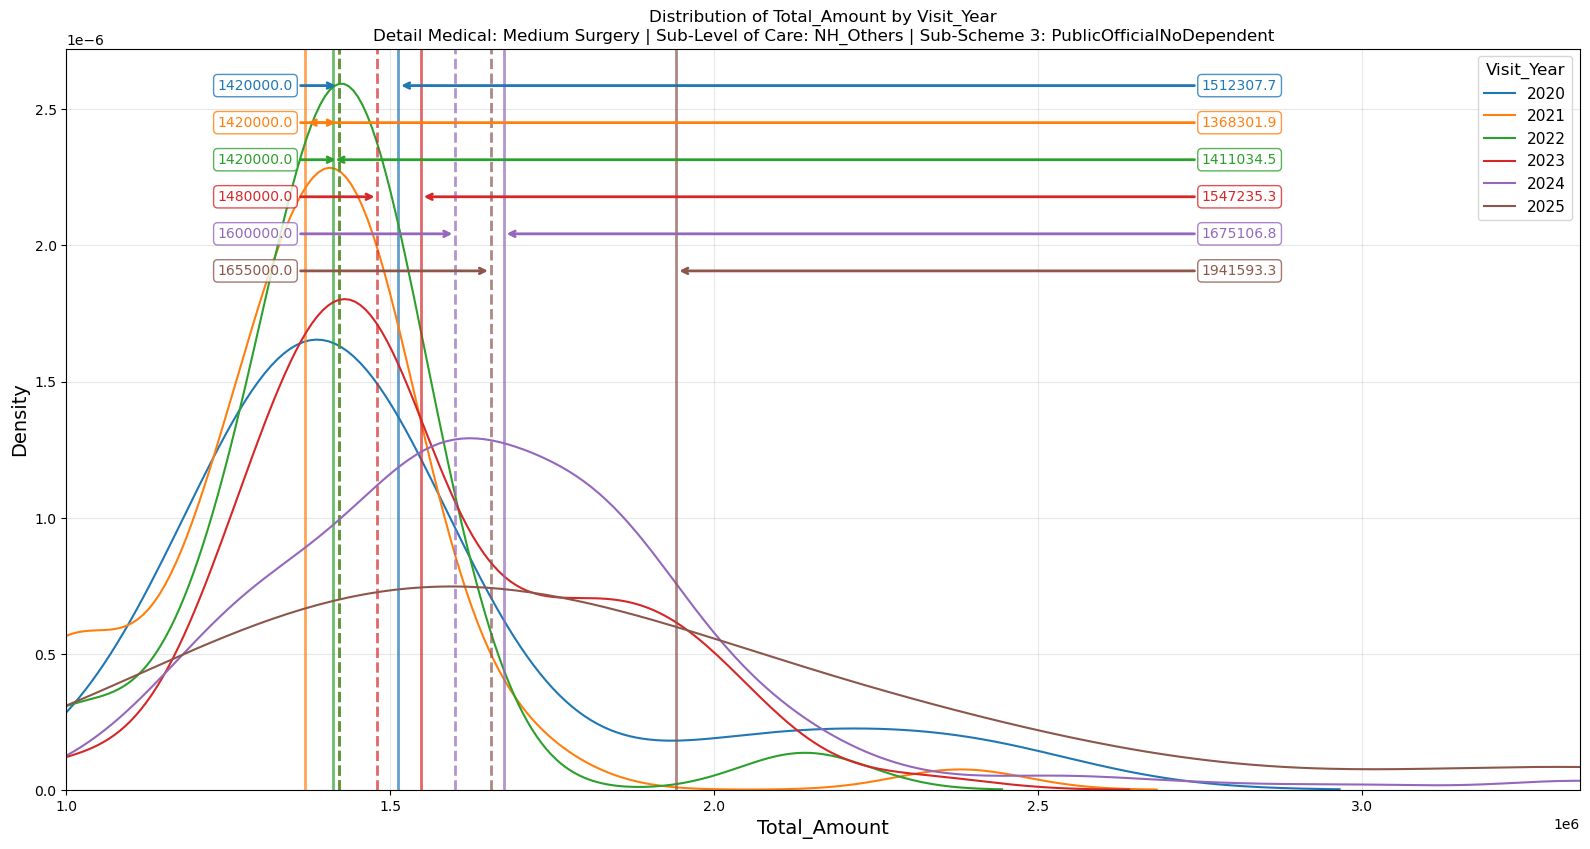 Distribution of Total_Amount by Visit_Year
Detail Medical: Medium Surgery | Sub-Level of Care: NH_Others | Sub-Scheme 3: PublicOfficialNoDependent
1e−6
Visit_Year
2020
2021
2022
2023
2024
2025
1420000.0 1512307.7
1420000.0 1368301.9
1420000.0 1411034.5
1480000.0 1547235.3
1600000.0 1675106.8
1655000.0 1941593.3
2.5
2.0
1.5
1.0
0.5
0.0
Density
1.0 1.5 2.0 2.5 3.0
1e6
Total_Amount